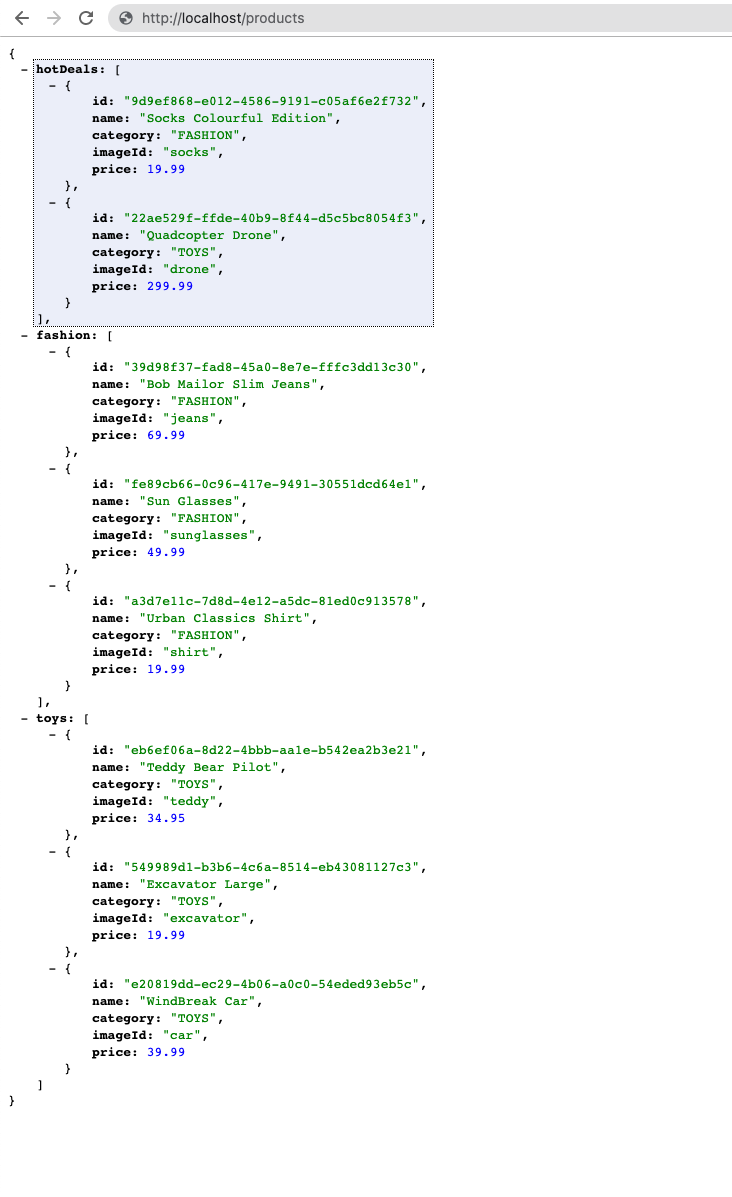 http://localhost/products
{
– hotDeals: [
– {
id: "9d9ef868-e012-4586-9191-c05af6e2f732",
name: "Socks Colourful Edition",
category: "FASHION",
imageId: "socks",
price: 19.99
},
– {
id: "22ae529f-ffde-40b9-8f44-d5c5bc8054f3",
name: "Quadcopter Drone",
category: "TOYS",
imageId: "drone",
price: 299.99
}
],
– fashion: [
– {
id: "39d98f37-fad8-45a0-8e7e-fffc3dd13c30",
name: "Bob Mailor Slim Jeans",
category: "FASHION",
imageId: "jeans",
price: 69.99
},
– {
id: "fe89cb66-0c96-417e-9491-30551dcd64e1",
name: "Sun Glasses",
category: "FASHION",
imageId: "sunglasses",
price: 49.99
},
– {
id: "a3d7e11c-7d8d-4e12-a5dc-81ed0c913578",
name: "Urban Classics Shirt",
category: "FASHION",
imageId: "shirt",
price: 19.99
}
],
– toys: [
– {
id: "eb6ef06a-8d22-4bbb-aa1e-b542ea2b3e21",
name: "Teddy Bear Pilot",
category: "TOYS",
imageId: "teddy",
price: 34.95
},
– {
id: "549989d1-b3b6-4c6a-8514-eb43081127c3",
name: "Excavator Large",
category: "TOYS",
imageId: "excavator",
price: 19.99
},
– {
id: "e20819dd-ec29-4b06-a0c0-54eded93eb5c",
name: "WindBreak Car",
category: "TOYS",
imageId: "car",
price: 39.99
}
]
}